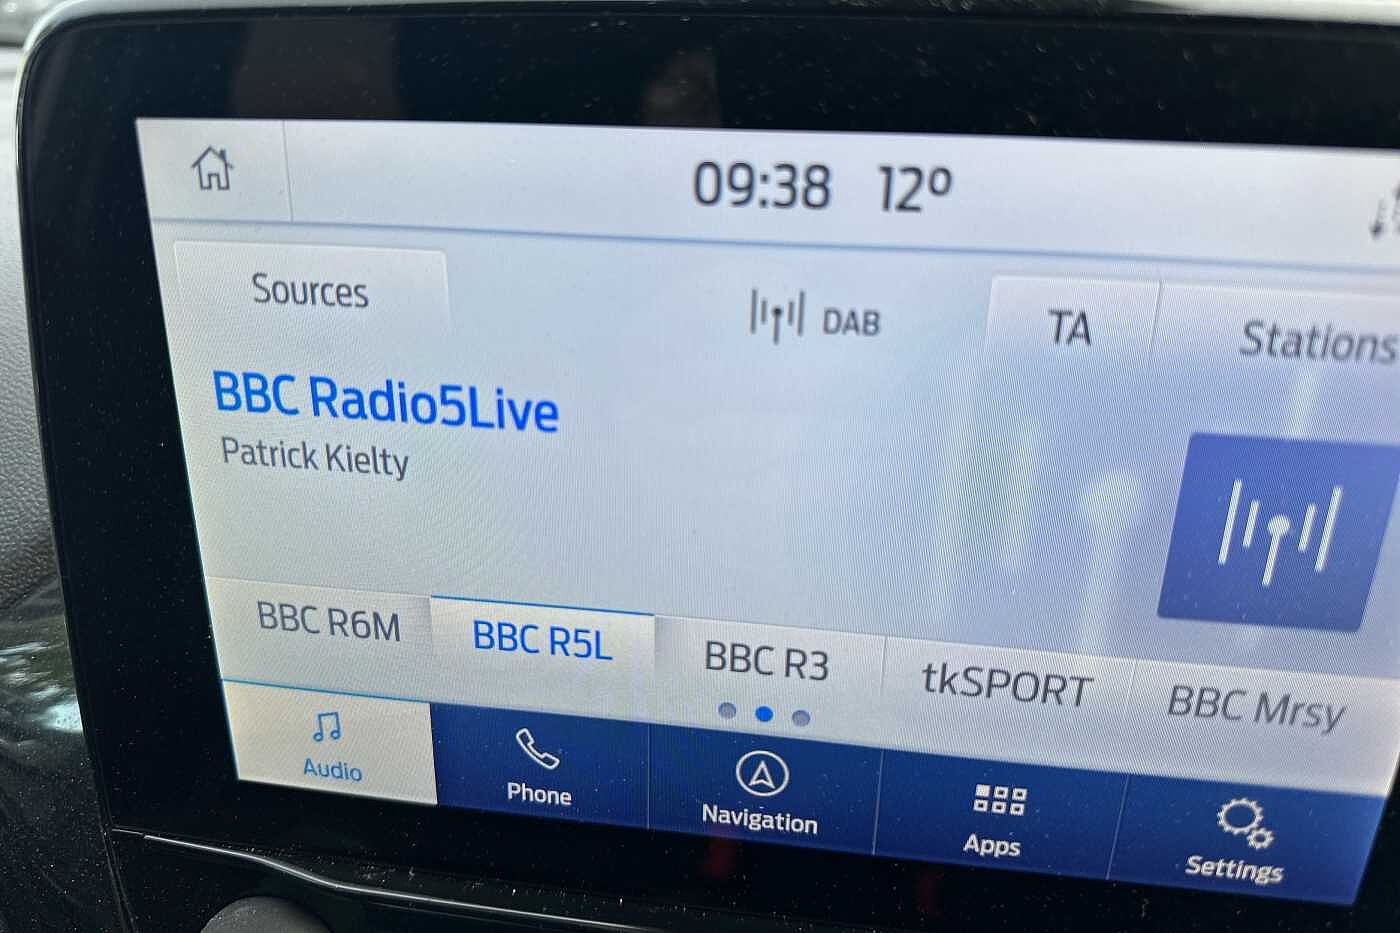 09:38 12º
Sources DAB TA Stations
BBC Radio5Live
Patrick Kielty
BBC R6M BBC R5L BBC R3 tkSPORT BBC Mrsy
Audio Phone Navigation Apps Settings